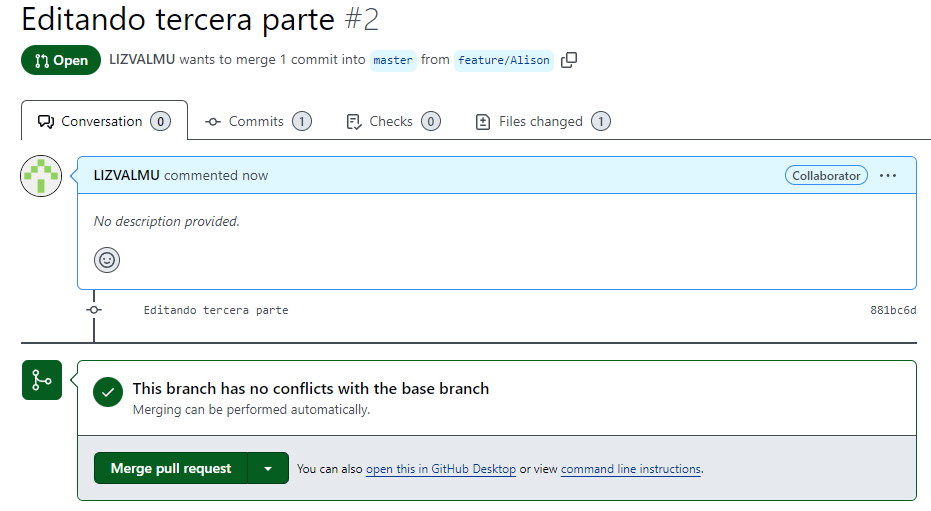 Editando tercera parte #2
Open LIZVALMU wants to merge 1 commit into master from feature/Alison
Conversation 0 Commits 1 Checks 0 Files changed 1
LIZVALMU commented now Collaborator
No description provided.
Editando tercera parte 881bc6d
This branch has no conflicts with the base branch
Merging can be performed automatically.
Merge pull request You can also open this in GitHub Desktop or view command line instructions.